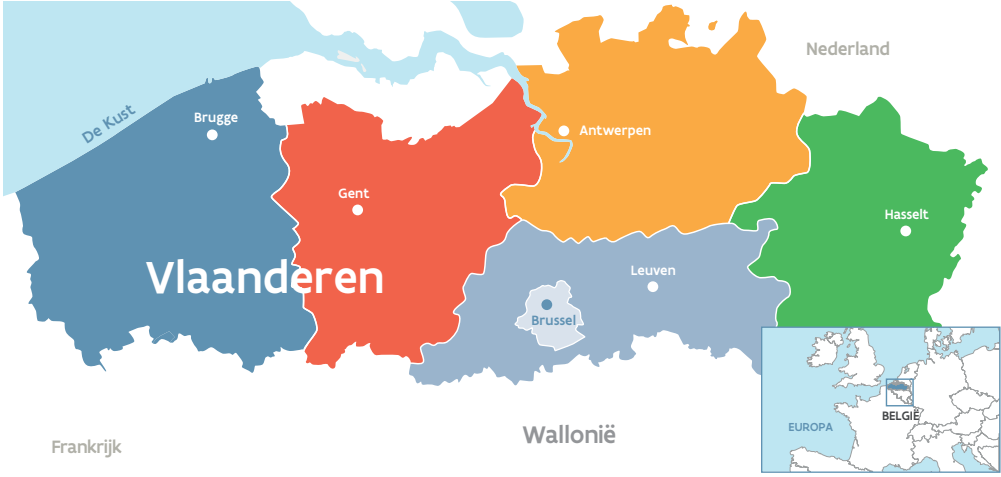 Nederland
De Kust
Brugge
Antwerpen
Gent
Hasselt
Vlaanderen
Leuven
Brussel
BELGIË
EUROPA
Wallonië
Frankrijk